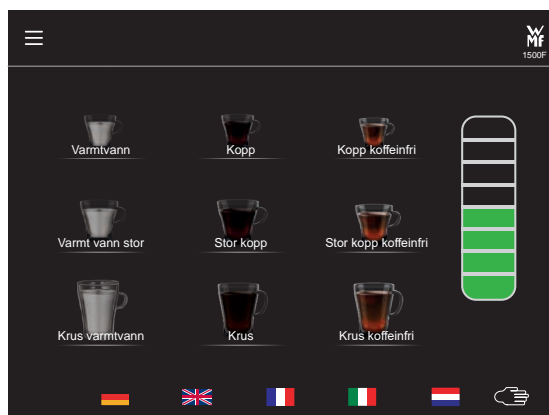 WMF
1500F
Varmtvann
Kopp
Kopp koffeinfri
Varmt vann stor
Stor kopp
Stor kopp koffeinfri
Krus varmtvann
Krus
Krus koffeinfri